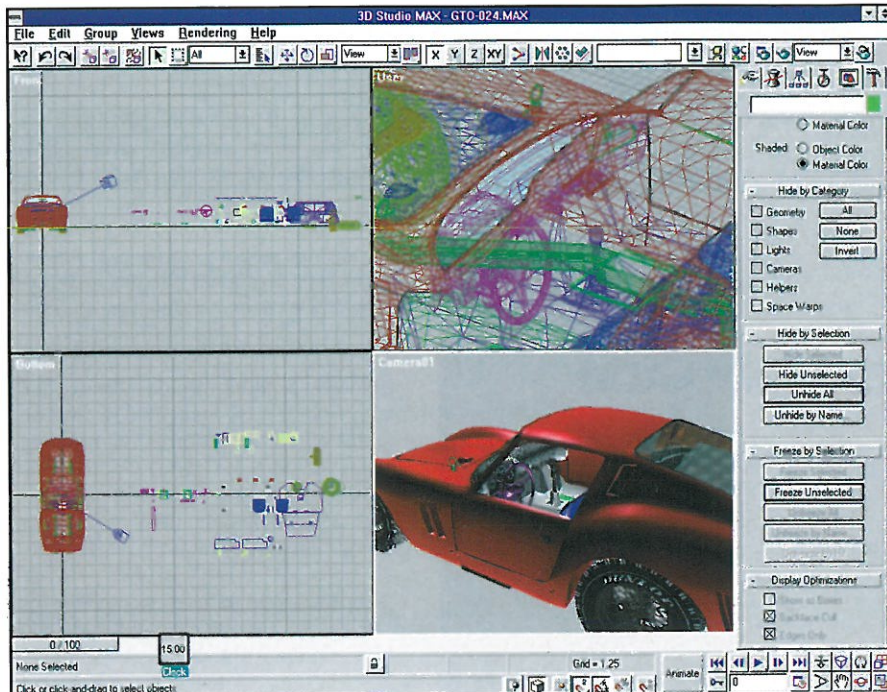 3D Studio MAX - GTO-024.MAX
File Edit Group Views Rendering Help
All
View
X Y Z XY
View
Front
User
Material Color
Shaded: Object Color
Material Color
- Hide by Category
Geometry All
Shapes None
Lights Invert
Cameras
Helpers
Space Warps
- Hide by Selection
Hide Unselected
Unhide All
Unhide by Name...
- Freeze by Selection
Freeze Unselected
- Display Optimizations
Backface Cull
Edges Only
Bottom
Camera01
0 / 100
15:00
Clock
None Selected
Grid = 1.25
Animate
0
Click or click-and-drag to select objects